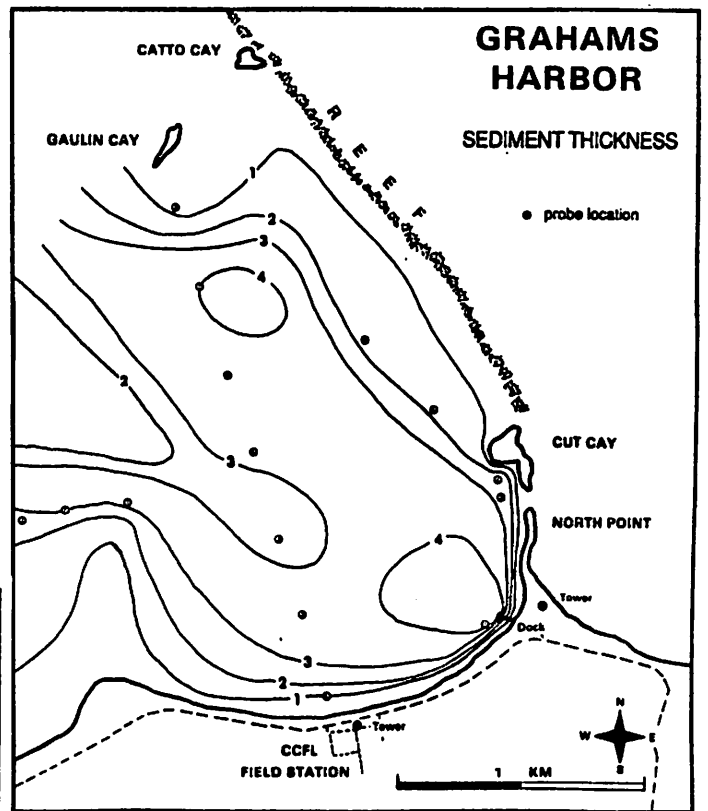 GRAHAMS
HARBOR
SEDIMENT THICKNESS
probe location
CATTO CAY
GAULIN CAY
REEF
1
2
3
4
2
3
CUT CAY
NORTH POINT
4
Tower
Dock
3
2
1
Tower
CCFL
FIELD STATION
N
W E
S
1 KM